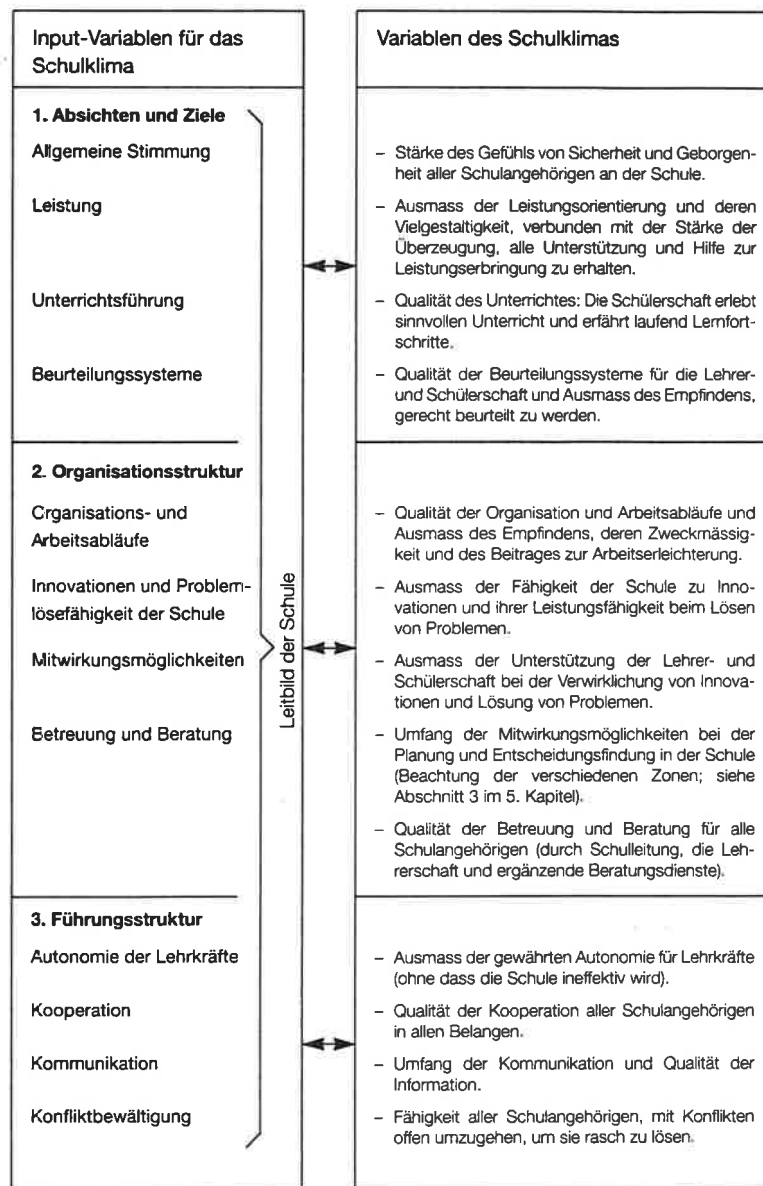 Input-Variablen für das
Schulklima
Variablen des Schulklimas
1. Absichten und Ziele
Allgemeine Stimmung
– Stärke des Gefühls von Sicherheit und Geborgen-
heit aller Schulangehörigen an der Schule.
Leistung
– Ausmass der Leistungsorientierung und deren
Vielgestaltigkeit, verbunden mit der Stärke der
Überzeugung, alle Unterstützung und Hilfe zur
Leistungserbringung zu erhalten.
Unterrichtsführung
– Qualität des Unterrichtes: Die Schülerschaft erlebt
sinnvollen Unterricht und erfährt laufend Lernfort-
schritte.
Beurteilungssysteme
– Qualität der Beurteilungssysteme für die Lehrer-
und Schülerschaft und Ausmass des Empfindens,
gerecht beurteilt zu werden.
2. Organisationsstruktur
Organisations- und
Arbeitsabläufe
– Qualität der Organisation und Arbeitsabläufe und
Ausmass des Empfindens, deren Zweckmässig-
keit und des Beitrages zur Arbeitserleichterung.
Innovationen und Problem-
lösefähigkeit der Schule
– Ausmass der Fähigkeit der Schule zu Inno-
vationen und ihrer Leistungsfähigkeit beim Lösen
von Problemen.
Mitwirkungsmöglichkeiten
– Ausmass der Unterstützung der Lehrer- und
Schülerschaft bei der Verwirklichung von Innova-
tionen und Lösung von Problemen.
Betreuung und Beratung
– Umfang der Mitwirkungsmöglichkeiten bei der
Planung und Entscheidungsfindung in der Schule
(Beachtung der verschiedenen Zonen; siehe
Abschnitt 3 im 5. Kapitel).
– Qualität der Betreuung und Beratung für alle
Schulangehörigen (durch Schulleitung, die Leh-
rerschaft und ergänzende Beratungsdienste).
Leitbild der Schule
3. Führungsstruktur
Autonomie der Lehrkräfte
– Ausmass der gewährten Autonomie für Lehrkräfte
(ohne dass die Schule ineffektiv wird).
Kooperation
– Qualität der Kooperation aller Schulangehörigen
in allen Belangen.
Kommunikation
– Umfang der Kommunikation und Qualität der
Information.
Konfliktbewältigung
– Fähigkeit aller Schulangehörigen, mit Konflikten
offen umzugehen, um sie rasch zu lösen.